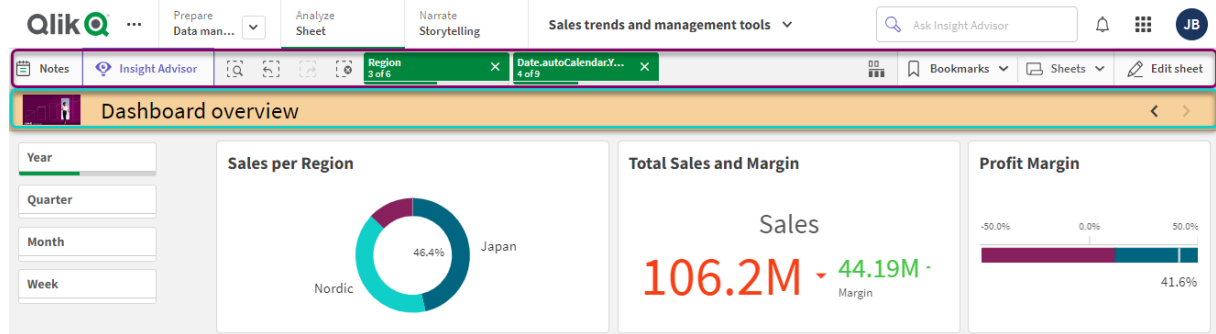 Qlik
Prepare
Data man...
Analyze
Sheet
Narrate
Storytelling
Sales trends and management tools
Ask Insight Advisor
JB
Notes
Insight Advisor
Region
3 of 6
Date.autoCalendar.Y...
4 of 9
Bookmarks
Sheets
Edit sheet
Dashboard overview
Year
Quarter
Month
Week
Sales per Region
46.4%
Japan
Nordic
Total Sales and Margin
Sales
106.2M
44.19M
Margin
Profit Margin
-50.0% 0.0% 50.0%
41.6%